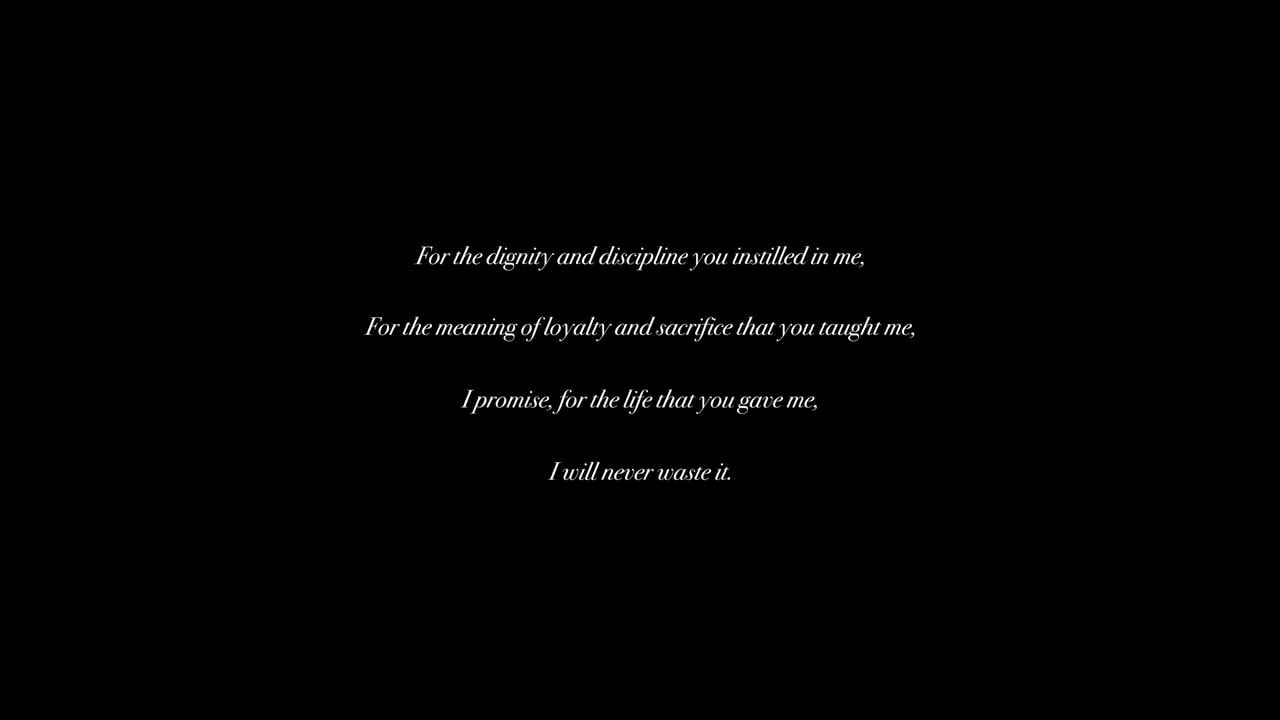 For the dignity and discipline you instilled in me,
For the meaning of loyalty and sacrifice that you taught me,
I promise, for the life that you gave me,
I will never waste it.